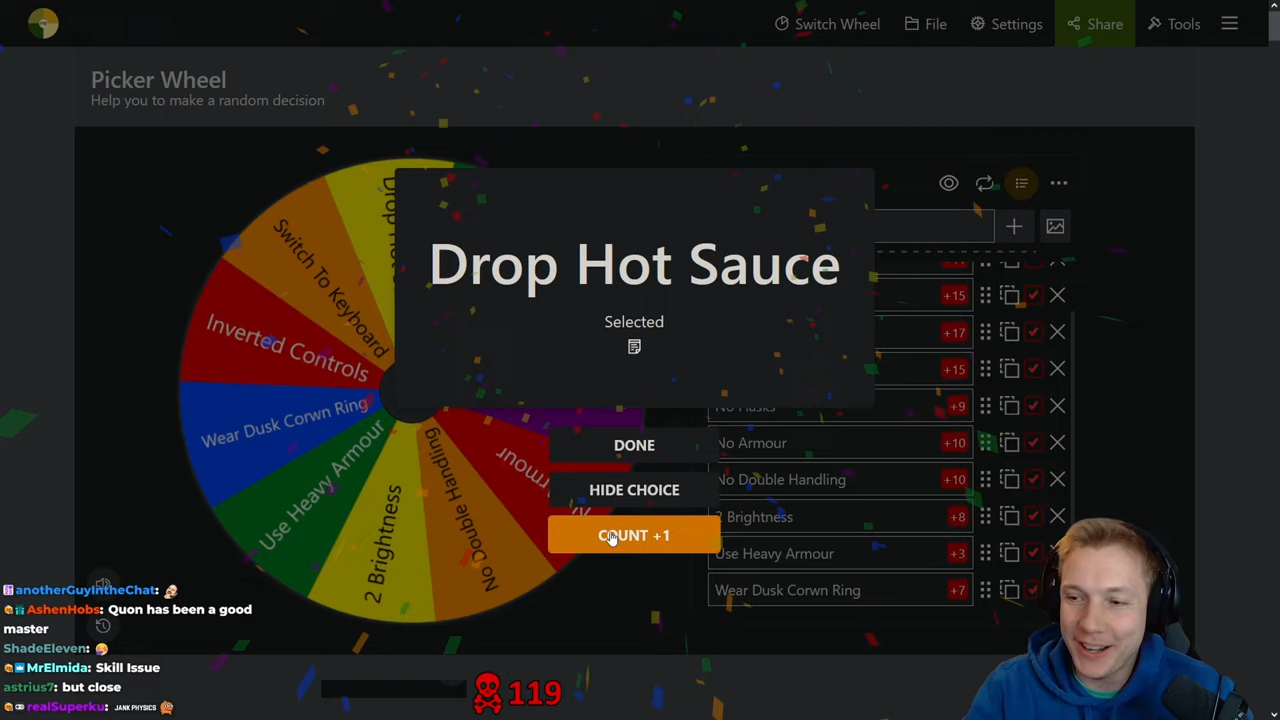 Switch Wheel
File
Settings
Share
Tools
Picker Wheel
Help you to make a random decision
Drop Hot Sauce
Selected
DONE
HIDE CHOICE
COUNT +1
Switch To Keyboard
Inverted Controls
Wear Dusk Corwn Ring
Use Heavy Armour
2 Brightness
No Double Handling
+15
+17
+15
+9
No Armour +10
No Double Handling +10
2 Brightness +8
Use Heavy Armour +3
Wear Dusk Corwn Ring +7
anotherGuyIntheChat:
AshenHobs: Quon has been a good
master
ShadeEleven:
MrElmida: Skill Issue
astrius7: but close
realSuperku: JANK PHYSICS
119